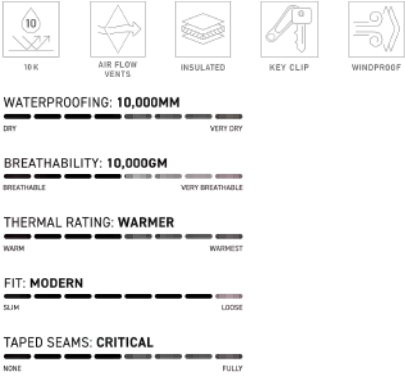 10
10K
AIR FLOW
VENTS
INSULATED
KEY CLIP
WINDPROOF
WATERPROOFING: 10,000MM
DRY VERY DRY
BREATHABILITY: 10,000GM
BREATHABLE VERY BREATHABLE
THERMAL RATING: WARMER
WARM WARMEST
FIT: MODERN
SLIM LOOSE
TAPED SEAMS: CRITICAL
NONE FULLY